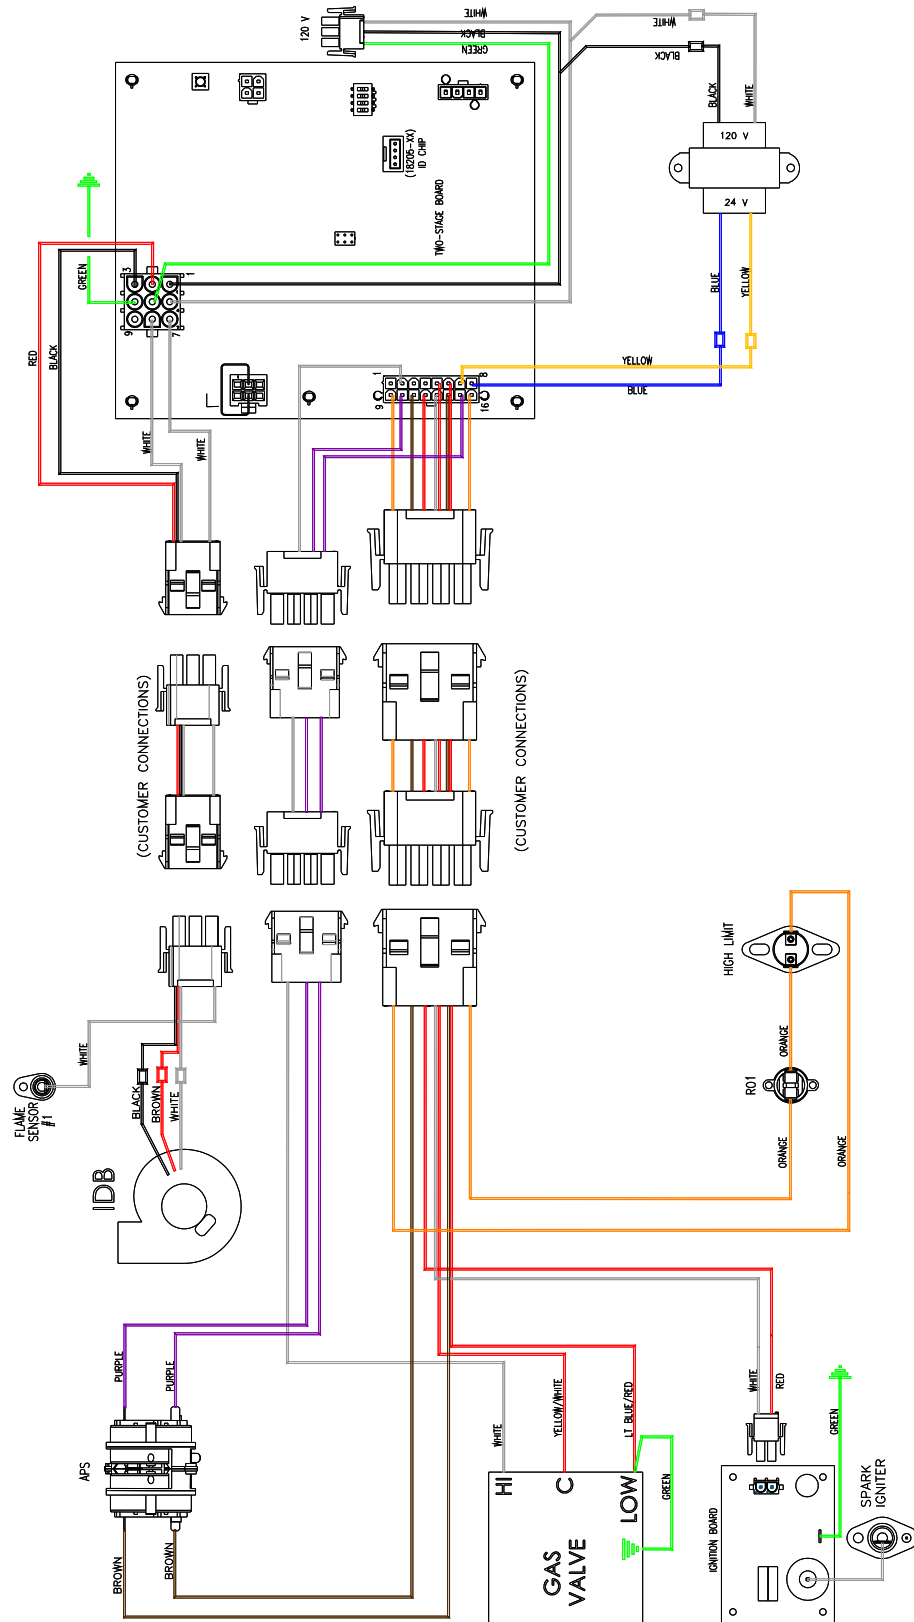 WHITE
BLACK
GREEN
120 V
WHITE
BLACK
BLACK
WHITE
120 V
24 V
(18205-XX)
ID CHIP
TWO-STAGE BOARD
GREEN
3
1
9
7
RED
BLACK
BLUE
YELLOW
YELLOW
BLUE
1
8
9
16
WHITE
WHITE
(CUSTOMER CONNECTIONS)
(CUSTOMER CONNECTIONS)
HIGH LIMIT
ORANGE
RO1
ORANGE
ORANGE
WHITE
FLAME
SENSOR
#1
BLACK
BROWN
WHITE
IDB
PURPLE
PURPLE
APS
BROWN
BROWN
WHITE
YELLOW/WHITE
LT BLUE/RED
HI
C
LOW
GREEN
GAS
VALVE
WHITE
RED
GREEN
IGNITION BOARD
SPARK
IGNITER